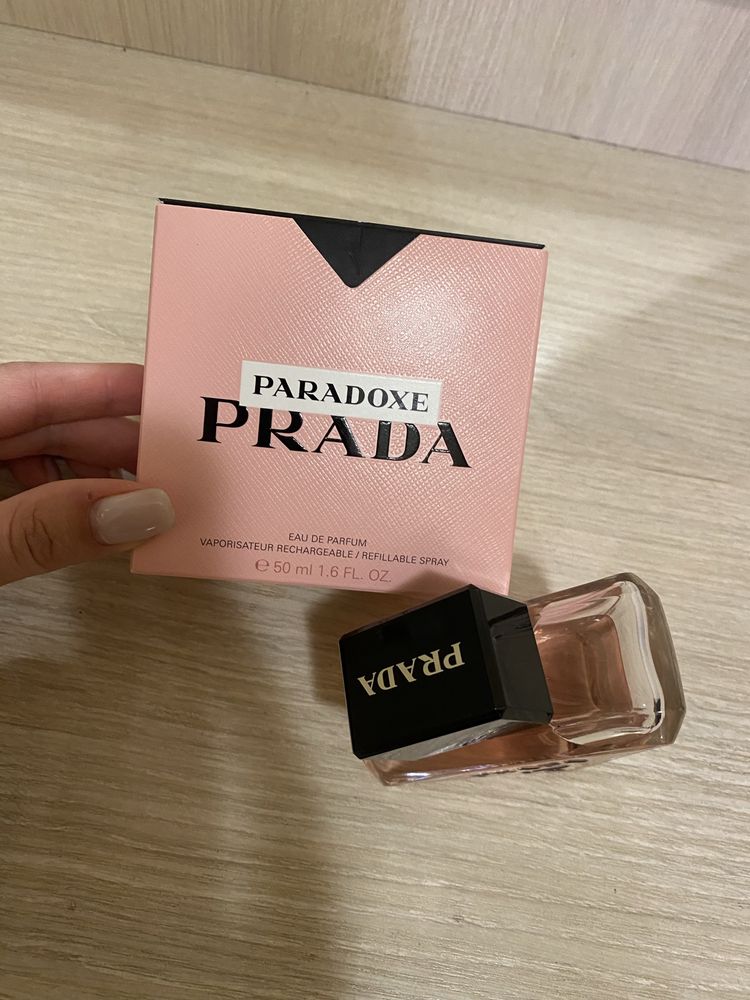 PARADOXE
PRADA
EAU DE PARFUM
VAPORISATEUR RECHARGEABLE / REFILLABLE SPRAY
℮ 50 ml 1.6 FL. OZ.
PRADA